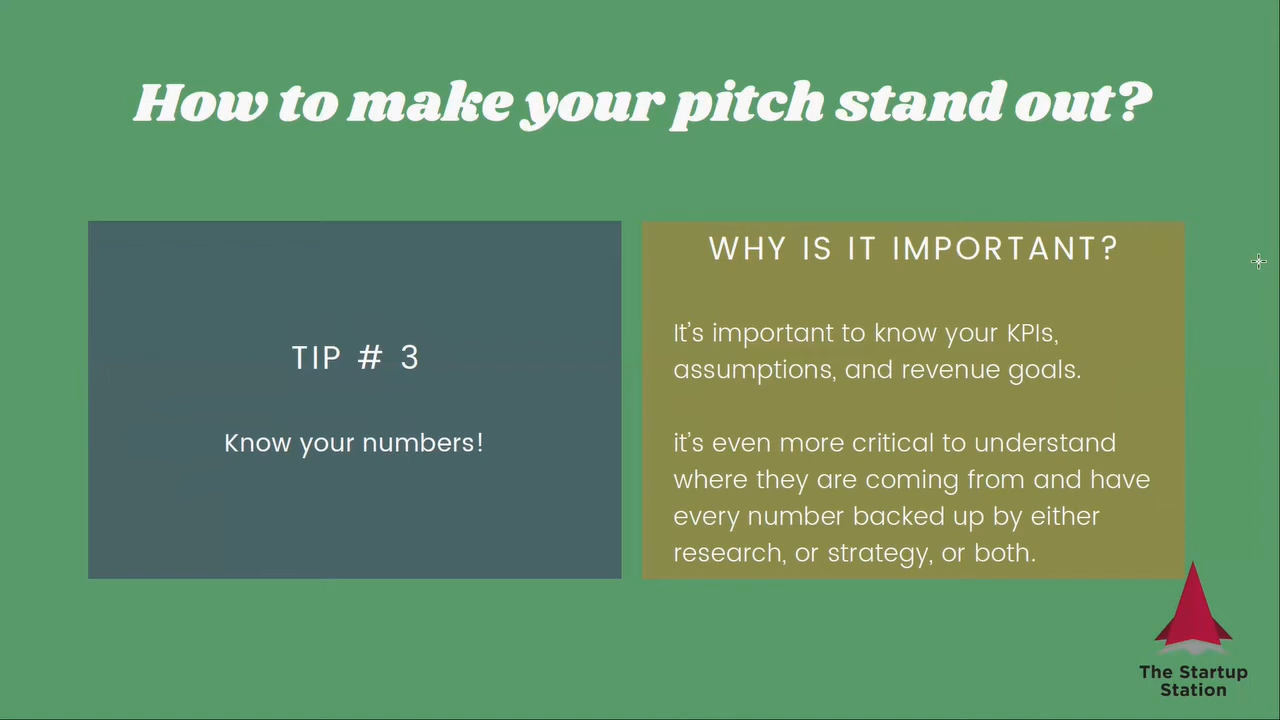 How to make your pitch stand out?
TIP # 3
Know your numbers!
WHY IS IT IMPORTANT?
It's important to know your KPIs,
assumptions, and revenue goals.
it's even more critical to understand
where they are coming from and have
every number backed up by either
research, or strategy, or both.
The Startup
Station